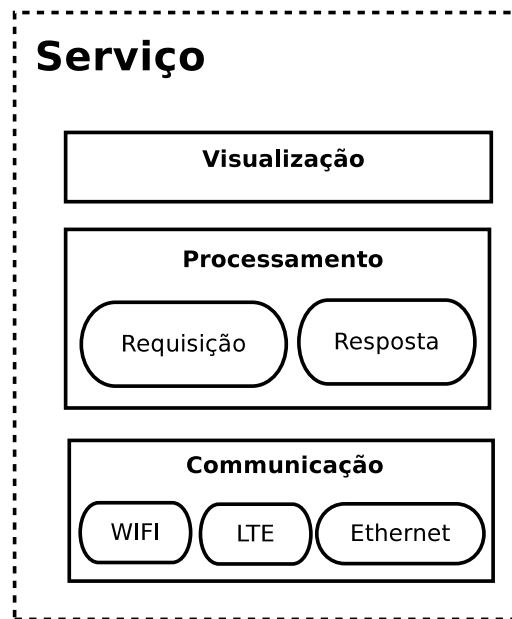 Serviço
Visualização
Processamento
Requisição
Resposta
Communicação
WIFI
LTE
Ethernet